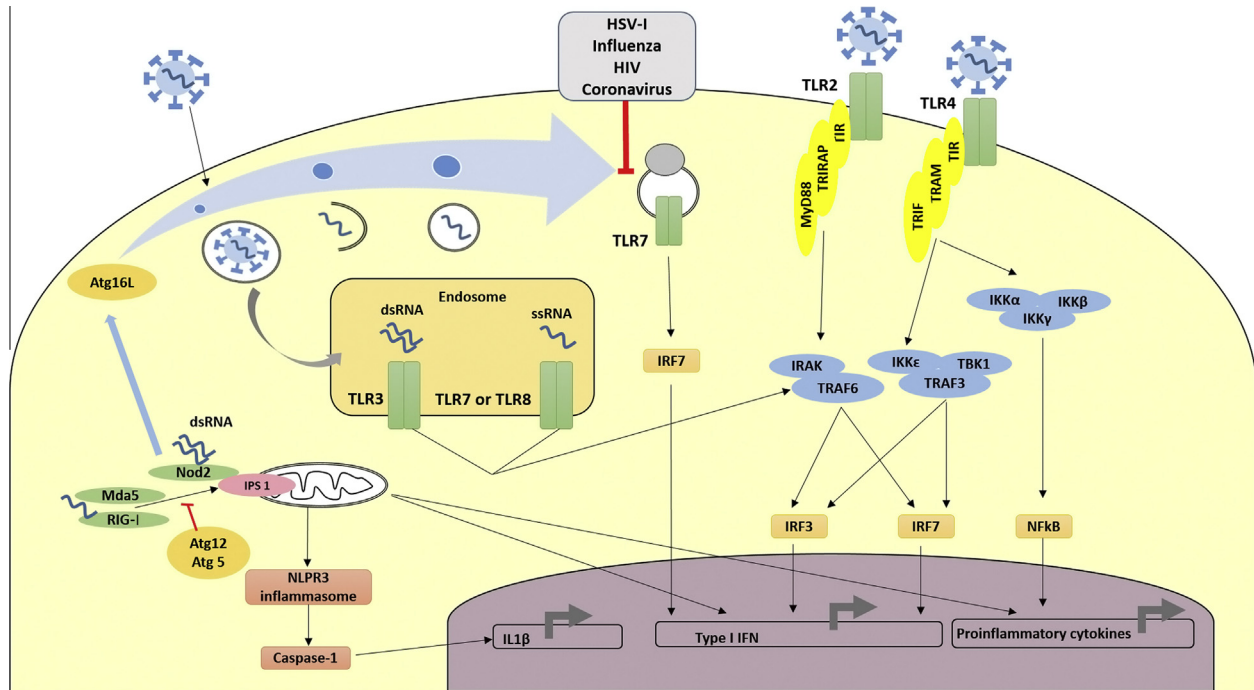 HSV-I
Influenza
HIV
Coronavirus
TLR2
TLR4
TIR
TRIRAP
MyD88
TIR
TRAM
TRIF
TLR7
Atg16L
Endosome
dsRNA
ssRNA
TLR3
TLR7 or TLR8
IKKα
IKKβ
IKKγ
IRF7
IRAK
TRAF6
IKKε
TBK1
TRAF3
dsRNA
Nod2
IPS 1
Mda5
RIG-I
Atg12
Atg 5
IRF3
IRF7
NFkB
NLPR3
inflammasome
Caspase-1
IL1β
Type I IFN
Proinflammatory cytokines